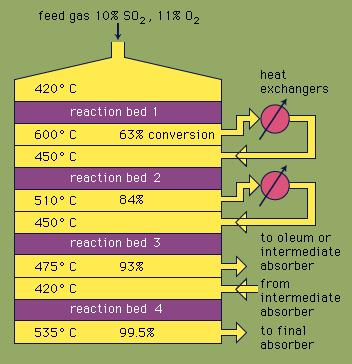 feed gas 10% SO₂, 11% O₂
420° C
heat
exchangers
reaction bed 1
600° C 63% conversion
450° C
reaction bed 2
510° C 84%
450° C
reaction bed 3
to oleum or
intermediate
absorber
475° C 93%
420° C
from
intermediate
absorber
reaction bed 4
535° C 99.5%
to final
absorber